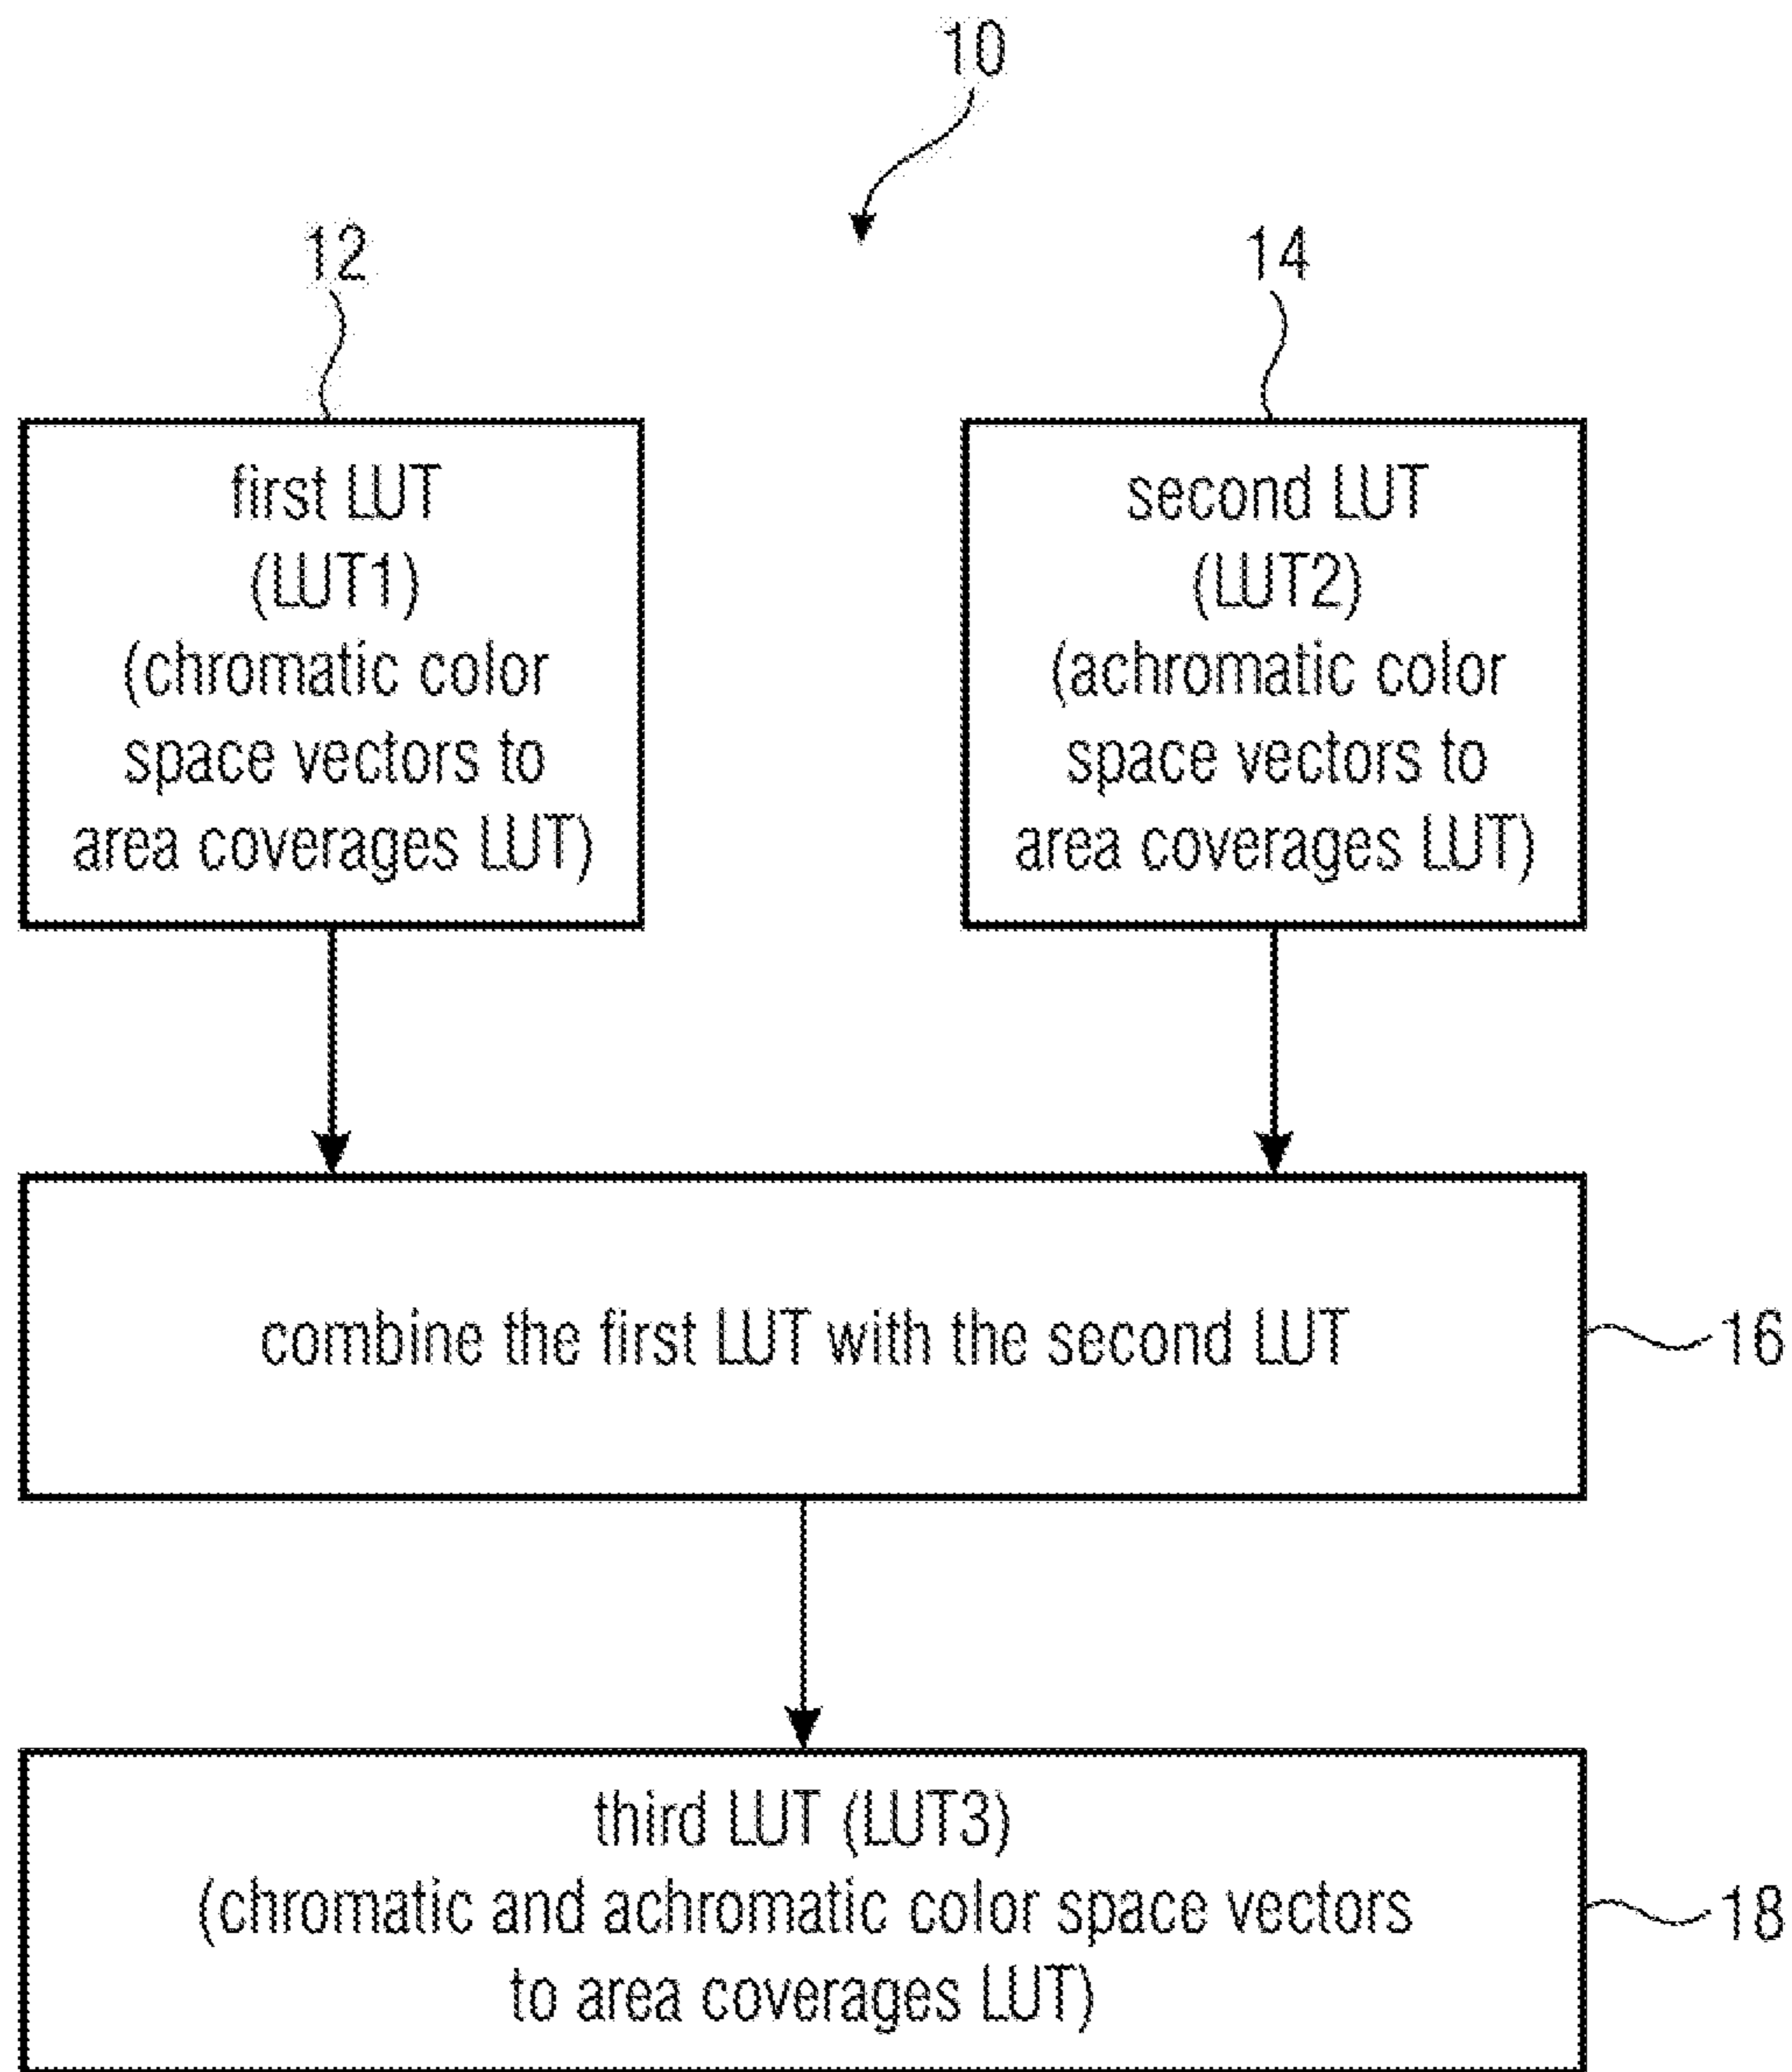 10
12
14
first LUT
(LUT1)
(chromatic color
space vectors to
area coverages LUT)
second LUT
(LUT2)
(achromatic color
space vectors to
area coverages LUT)
combine the first LUT with the second LUT
16
third LUT (LUT3)
(chromatic and achromatic color space vectors
to area coverages LUT)
18